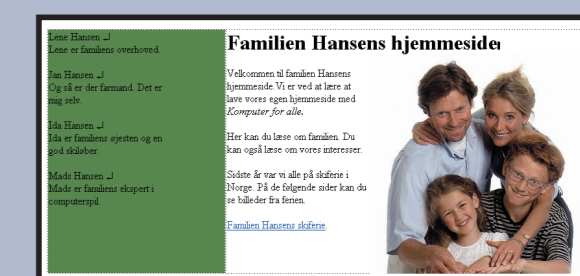 Lene Hansen ↵
Lene er familiens overhoved.
Jan Hansen ↵
Og så er der farmand. Det er
mig selv.
Ida Hansen ↵
Ida er familiens øjesten og en
god skiløber.
Mads Hansen ↵
Mads er familiens ekspert i
computerspil.
Familien Hansens hjemmeside
Velkommen til familien Hansens
hjemmeside.Vi er ved at lære at
lave vores egen hjemmeside med
Komputer for alle.
Her kan du læse om familien. Du
kan også læse om vores interesser.
Sidste år var vi alle på skiferie i
Norge. På de følgende sider kan du
se billeder fra ferien.
Familien Hansens skiferie.